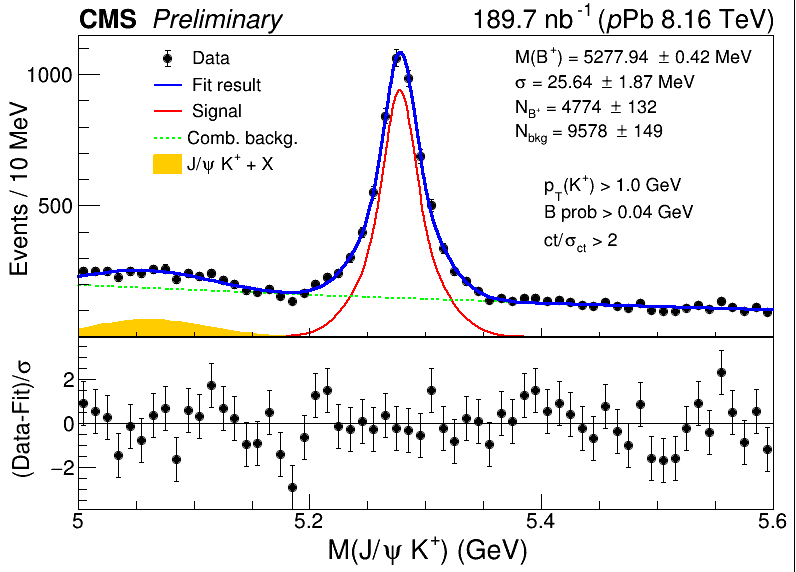 CMS Preliminary 189.7 nb⁻¹ (pPb 8.16 TeV)
Events / 10 MeV
1000
500
Data
Fit result
Signal
Comb. backg.
J/ψ K⁺ + X
M(B⁺) = 5277.94 ± 0.42 MeV
σ = 25.64 ± 1.87 MeV
N_B⁺ = 4774 ± 132
N_bkg = 9578 ± 149
p_T(K⁺) > 1.0 GeV
B prob > 0.04 GeV
ct/σ_ct > 2
(Data-Fit)/σ
2
0
−2
5 5.2 5.4 5.6
M(J/ψ K⁺) (GeV)